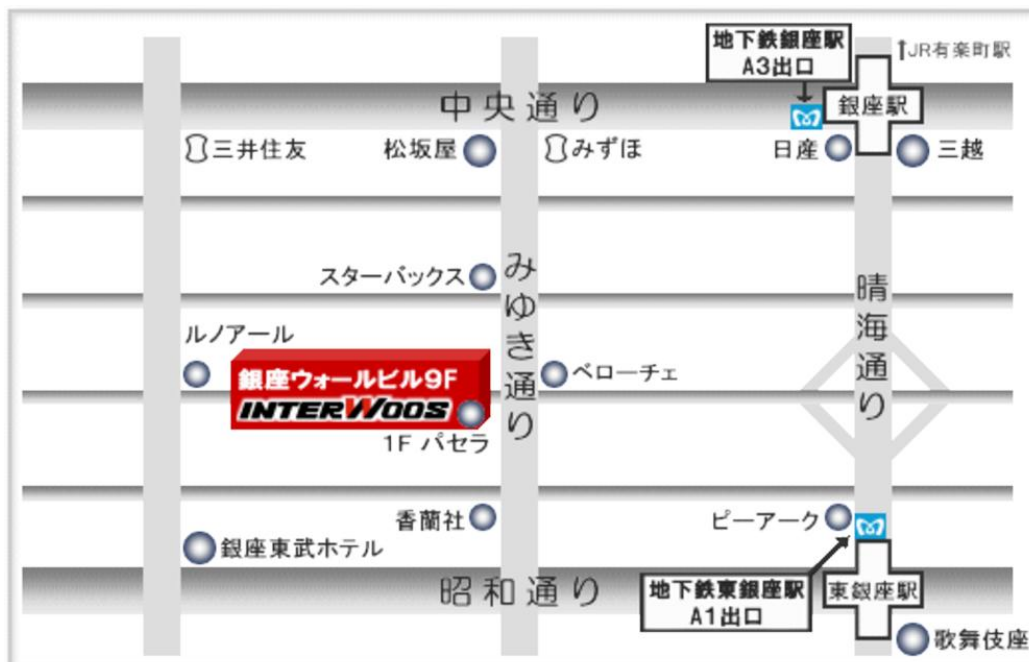 地下鉄銀座駅
A3出口
↑JR有楽町駅
中央通り
銀座駅
三井住友
松坂屋
みずほ
日産
三越
スターバックス
みゆき通り
晴海通り
ルノアール
銀座ウォールビル9F
INTERWOOS
1F パセラ
ベローチェ
香蘭社
ピーアーク
銀座東武ホテル
昭和通り
地下鉄東銀座駅
A1出口
東銀座駅
歌舞伎座